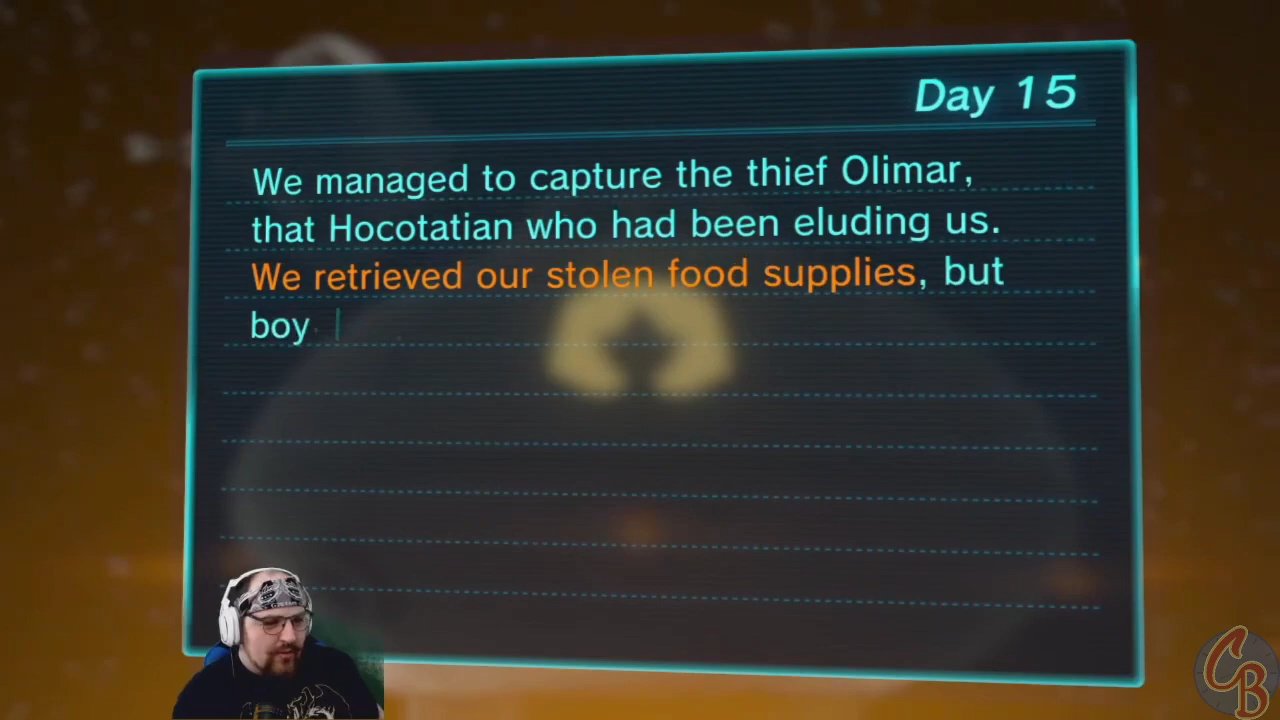 Day 15
We managed to capture the thief Olimar,
that Hocotatian who had been eluding us.
We retrieved our stolen food supplies, but
boy
CB